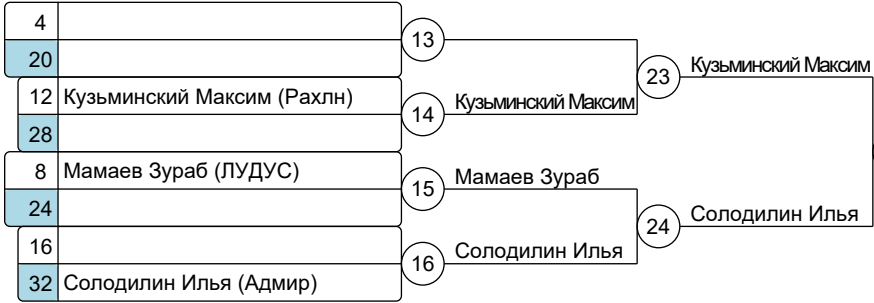 4
13
20
23 Кузьминский Максим
12 Кузьминский Максим (Рахлн)
14 Кузьминский Максим
28
8 Мамаев Зураб (ЛУДУС)
15 Мамаев Зураб
24
24 Солодилин Илья
16
16 Солодилин Илья
32 Солодилин Илья (Адмир)